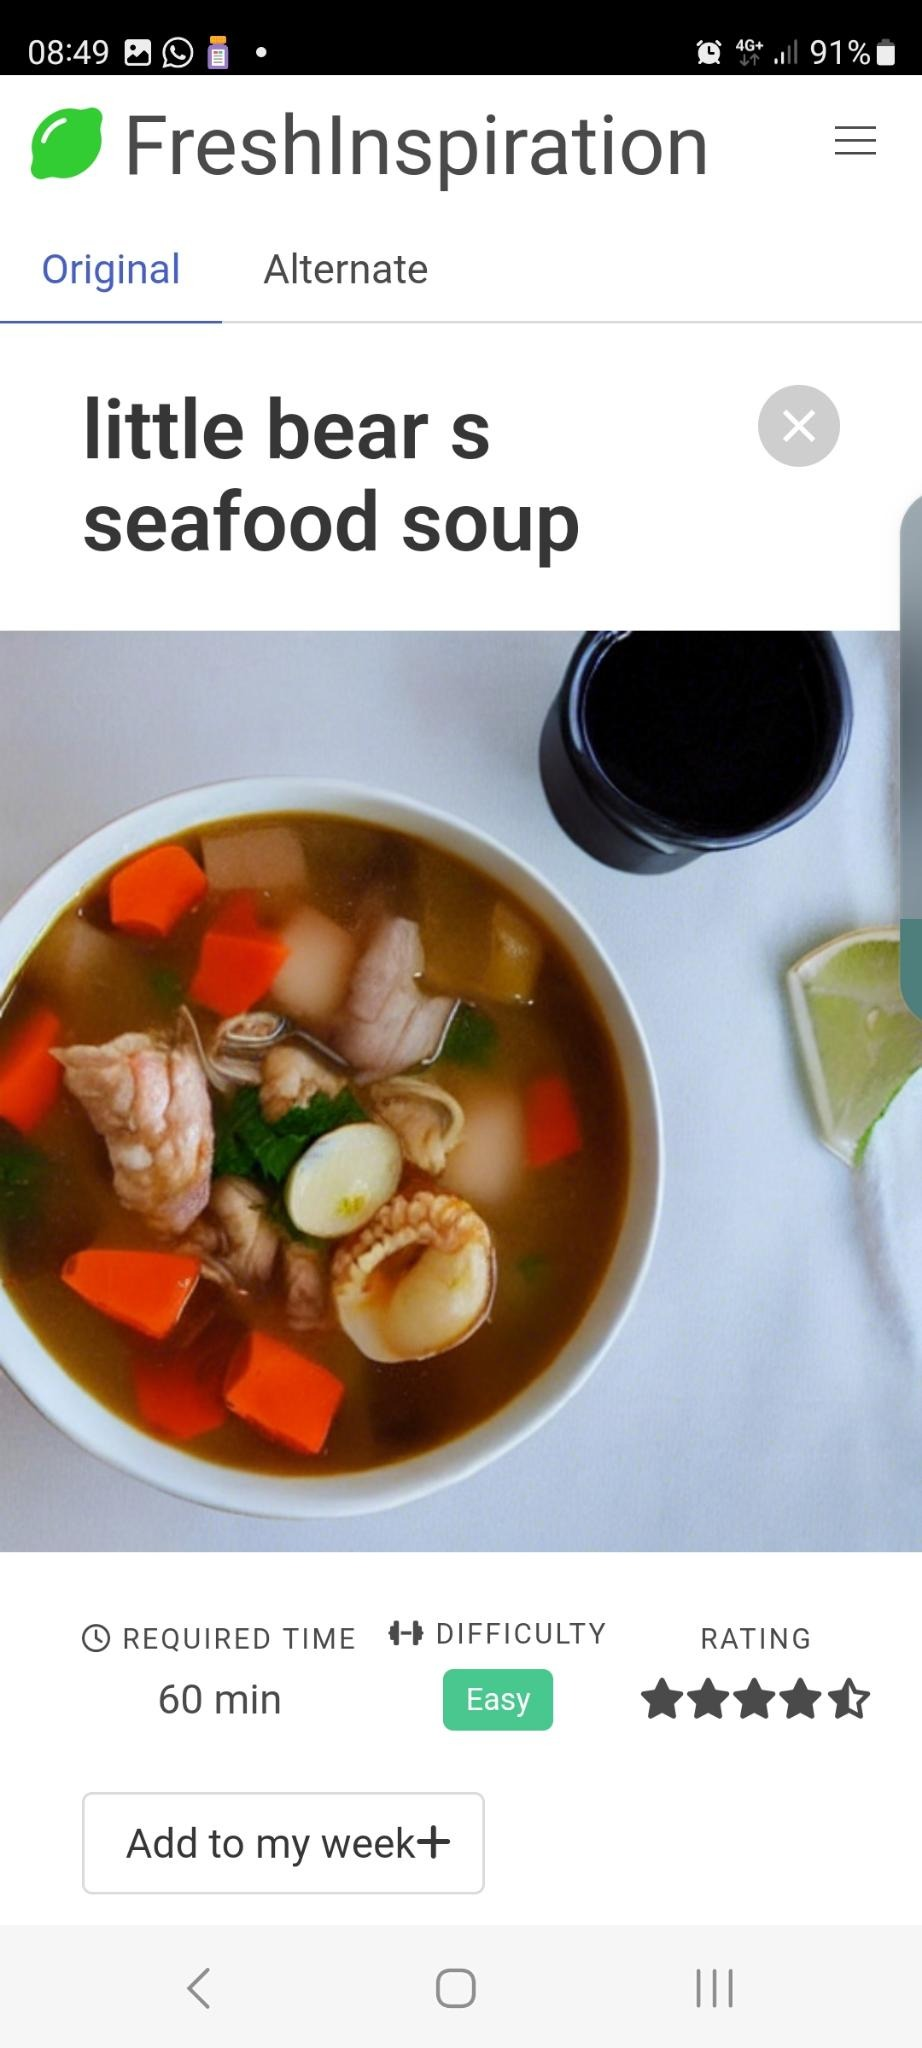 08:49
4G+
91%
FreshInspiration
Original Alternate
little bear s
seafood soup
REQUIRED TIME
60 min
DIFFICULTY
Easy
RATING
Add to my week+